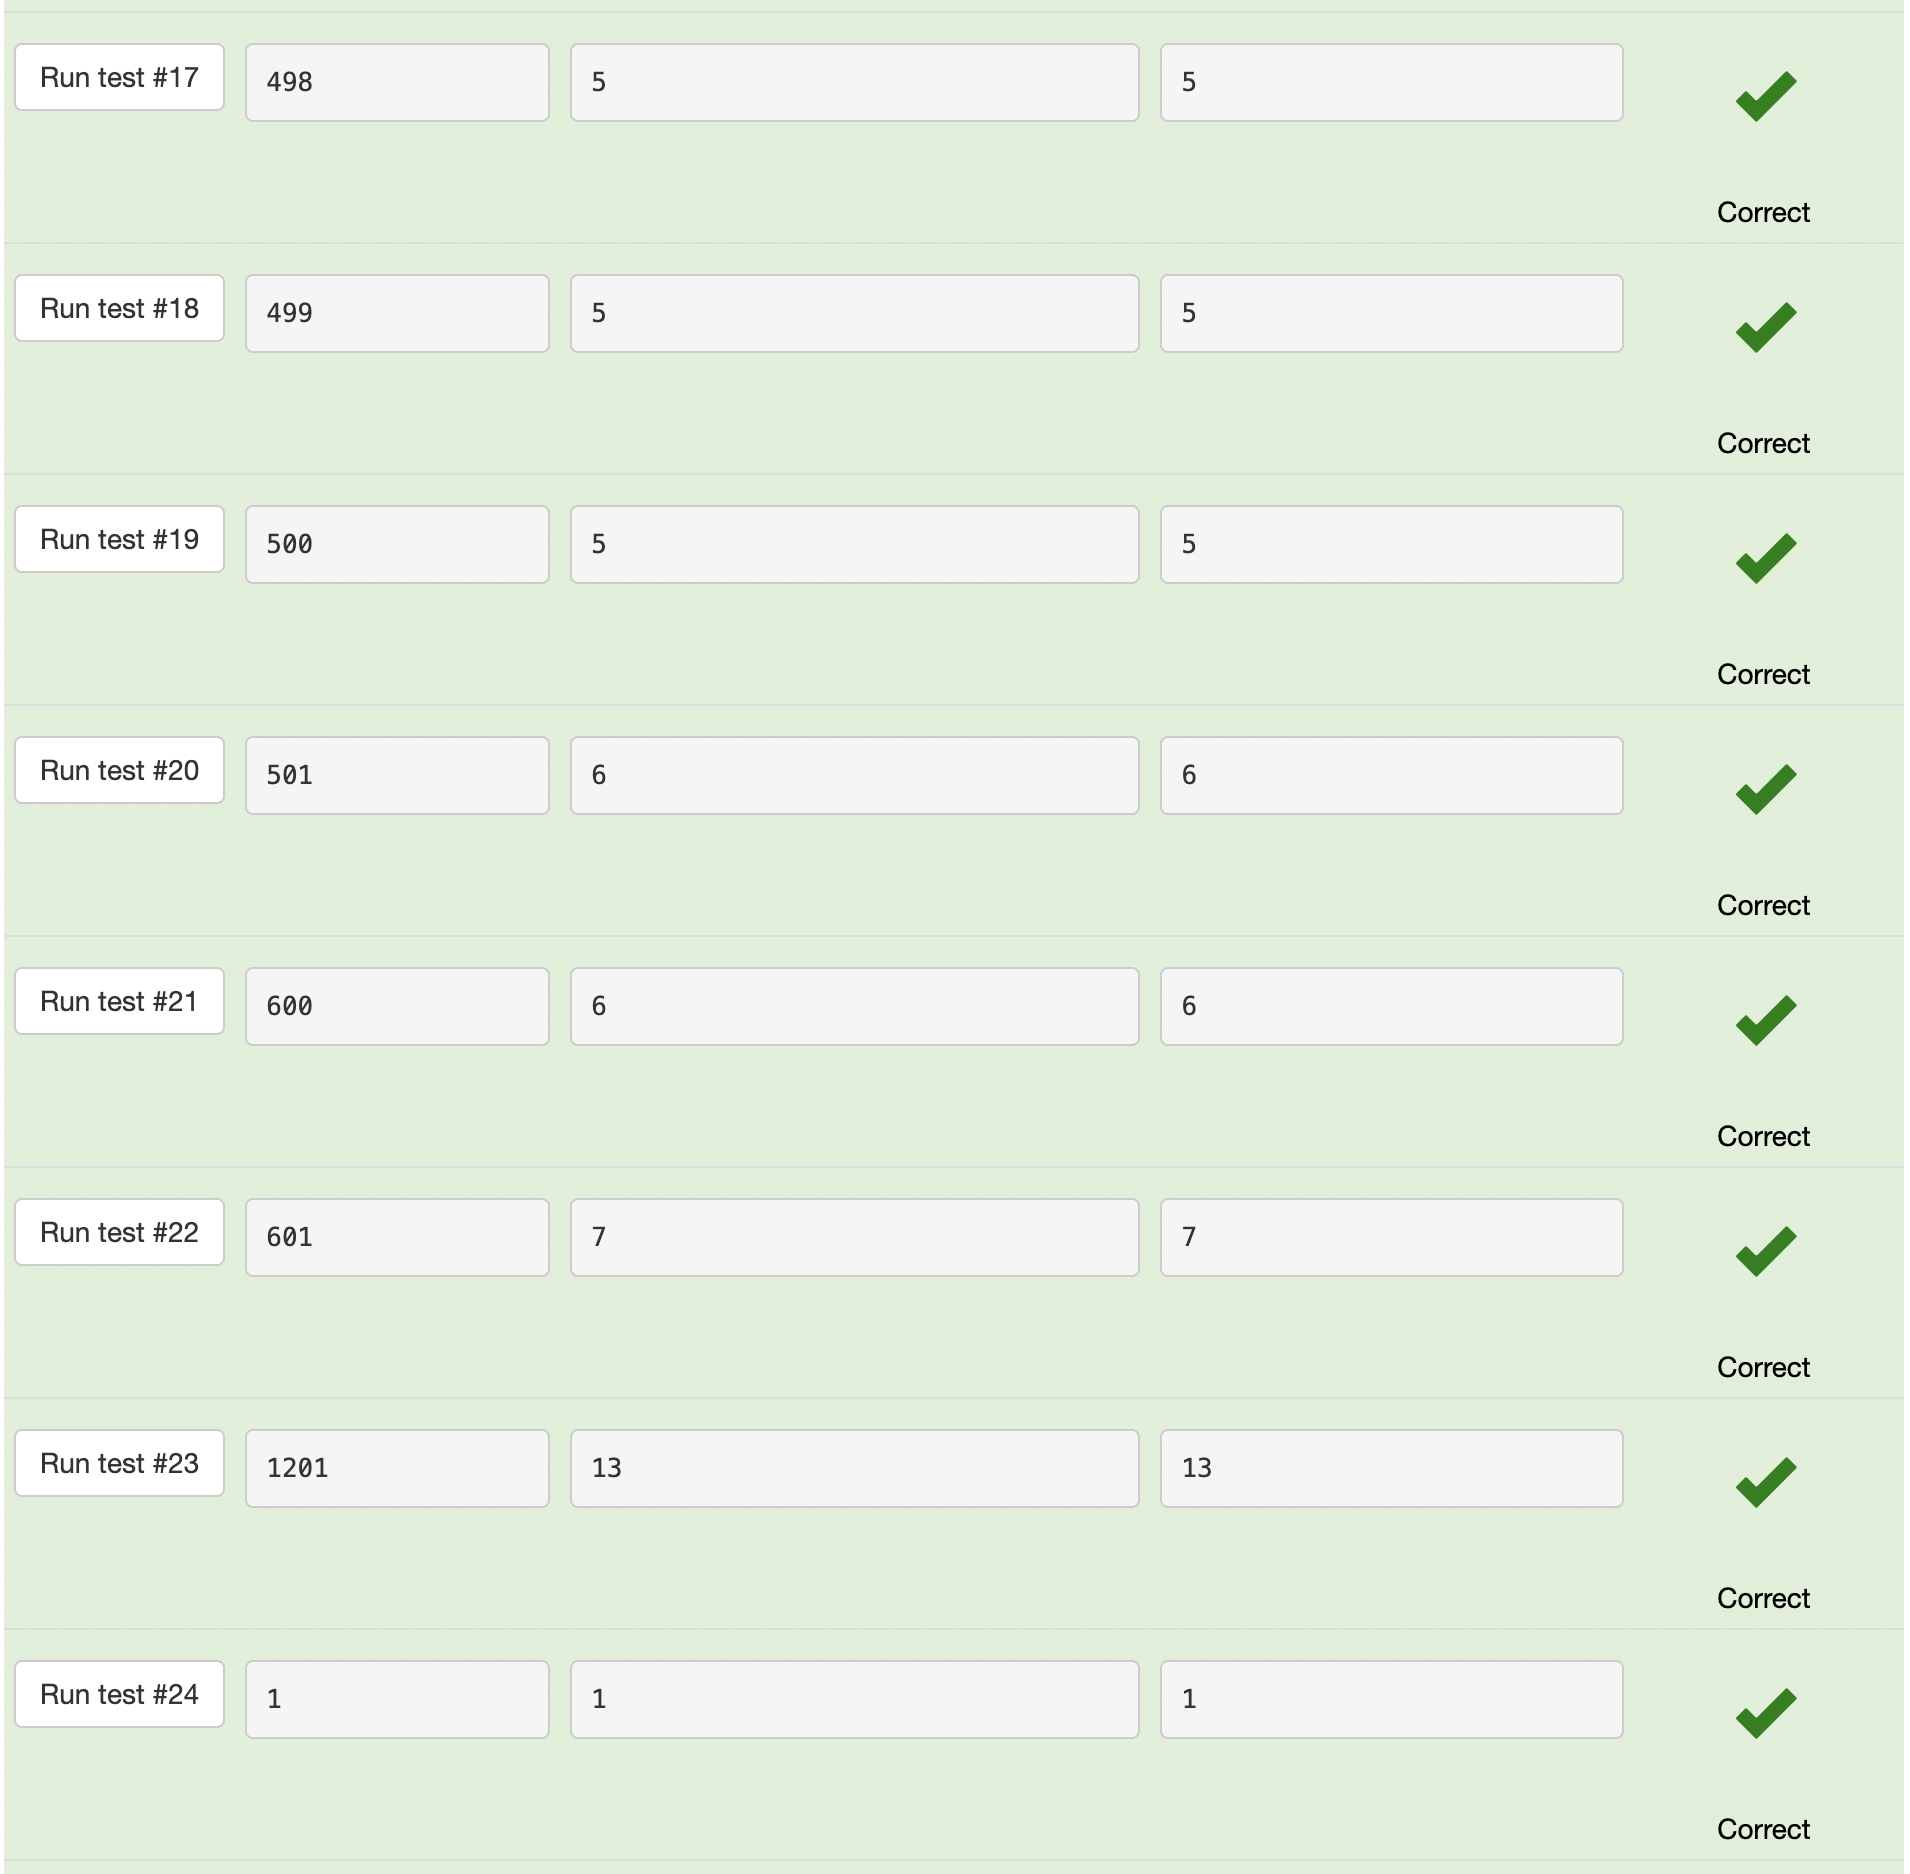 Run test #17 498 5 5
Correct
Run test #18 499 5 5
Correct
Run test #19 500 5 5
Correct
Run test #20 501 6 6
Correct
Run test #21 600 6 6
Correct
Run test #22 601 7 7
Correct
Run test #23 1201 13 13
Correct
Run test #24 1 1 1
Correct